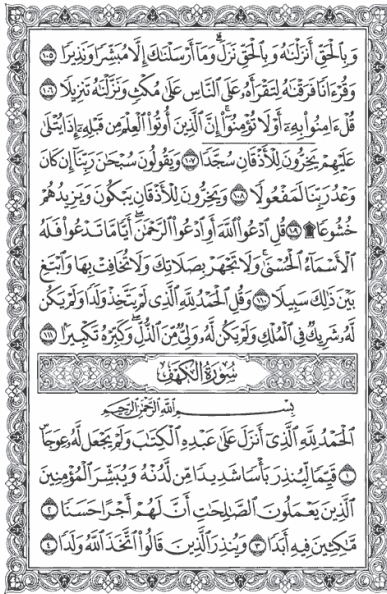 وَبِٱلْحَقِّ أَنزَلْنَٰهُ وَبِٱلْحَقِّ نَزَلَ ۗ وَمَآ أَرْسَلْنَٰكَ إِلَّا مُبَشِّرًا وَنَذِيرًا ١٠٥
وَقُرْءَانًا فَرَقْنَٰهُ لِتَقْرَأَهُۥ عَلَى ٱلنَّاسِ عَلَىٰ مُكْثٍ وَنَزَّلْنَٰهُ تَنزِيلًا ١٠٦
قُلْ ءَامِنُوا۟ بِهِۦٓ أَوْ لَا تُؤْمِنُوٓا۟ ۚ إِنَّ ٱلَّذِينَ أُوتُوا۟ ٱلْعِلْمَ مِن قَبْلِهِۦٓ إِذَا يُتْلَىٰ
عَلَيْهِمْ يَخِرُّونَ لِلْأَذْقَانِ سُجَّدًا ١٠٧ وَيَقُولُونَ سُبْحَٰنَ رَبِّنَآ إِن كَانَ
وَعْدُ رَبِّنَا لَمَفْعُولًا ١٠٨ وَيَخِرُّونَ لِلْأَذْقَانِ يَبْكُونَ وَيَزِيدُهُمْ
خُشُوعًا ۩ ١٠٩ قُلِ ٱدْعُوا۟ ٱللَّهَ أَوِ ٱدْعُوا۟ ٱلرَّحْمَٰنَ ۖ أَيًّا مَّا تَدْعُوا۟ فَلَهُ
ٱلْأَسْمَآءُ ٱلْحُسْنَىٰ ۚ وَلَا تَجْهَرْ بِصَلَاتِكَ وَلَا تُخَافِتْ بِهَا وَٱبْتَغِ
بَيْنَ ذَٰلِكَ سَبِيلًا ١١٠ وَقُلِ ٱلْحَمْدُ لِلَّهِ ٱلَّذِى لَمْ يَتَّخِذْ وَلَدًا وَلَمْ يَكُن
لَّهُۥ شَرِيكٌ فِى ٱلْمُلْكِ وَلَمْ يَكُن لَّهُۥ وَلِىٌّ مِّنَ ٱلذُّلِّ ۖ وَكَبِّرْهُ تَكْبِيرًا ١١١
سُورَةُ الكَهْفِ
بِسْمِ ٱللَّهِ ٱلرَّحْمَٰنِ ٱلرَّحِيمِ
ٱلْحَمْدُ لِلَّهِ ٱلَّذِىٓ أَنزَلَ عَلَىٰ عَبْدِهِ ٱلْكِتَٰبَ وَلَمْ يَجْعَل لَّهُۥ عِوَجَا ۜ
١ قَيِّمًا لِّيُنذِرَ بَأْسًا شَدِيدًا مِّن لَّدُنْهُ وَيُبَشِّرَ ٱلْمُؤْمِنِينَ
ٱلَّذِينَ يَعْمَلُونَ ٱلصَّٰلِحَٰتِ أَنَّ لَهُمْ أَجْرًا حَسَنًا ٢
مَّٰكِثِينَ فِيهِ أَبَدًا ٣ وَيُنذِرَ ٱلَّذِينَ قَالُوا۟ ٱتَّخَذَ ٱللَّهُ وَلَدًا ٤